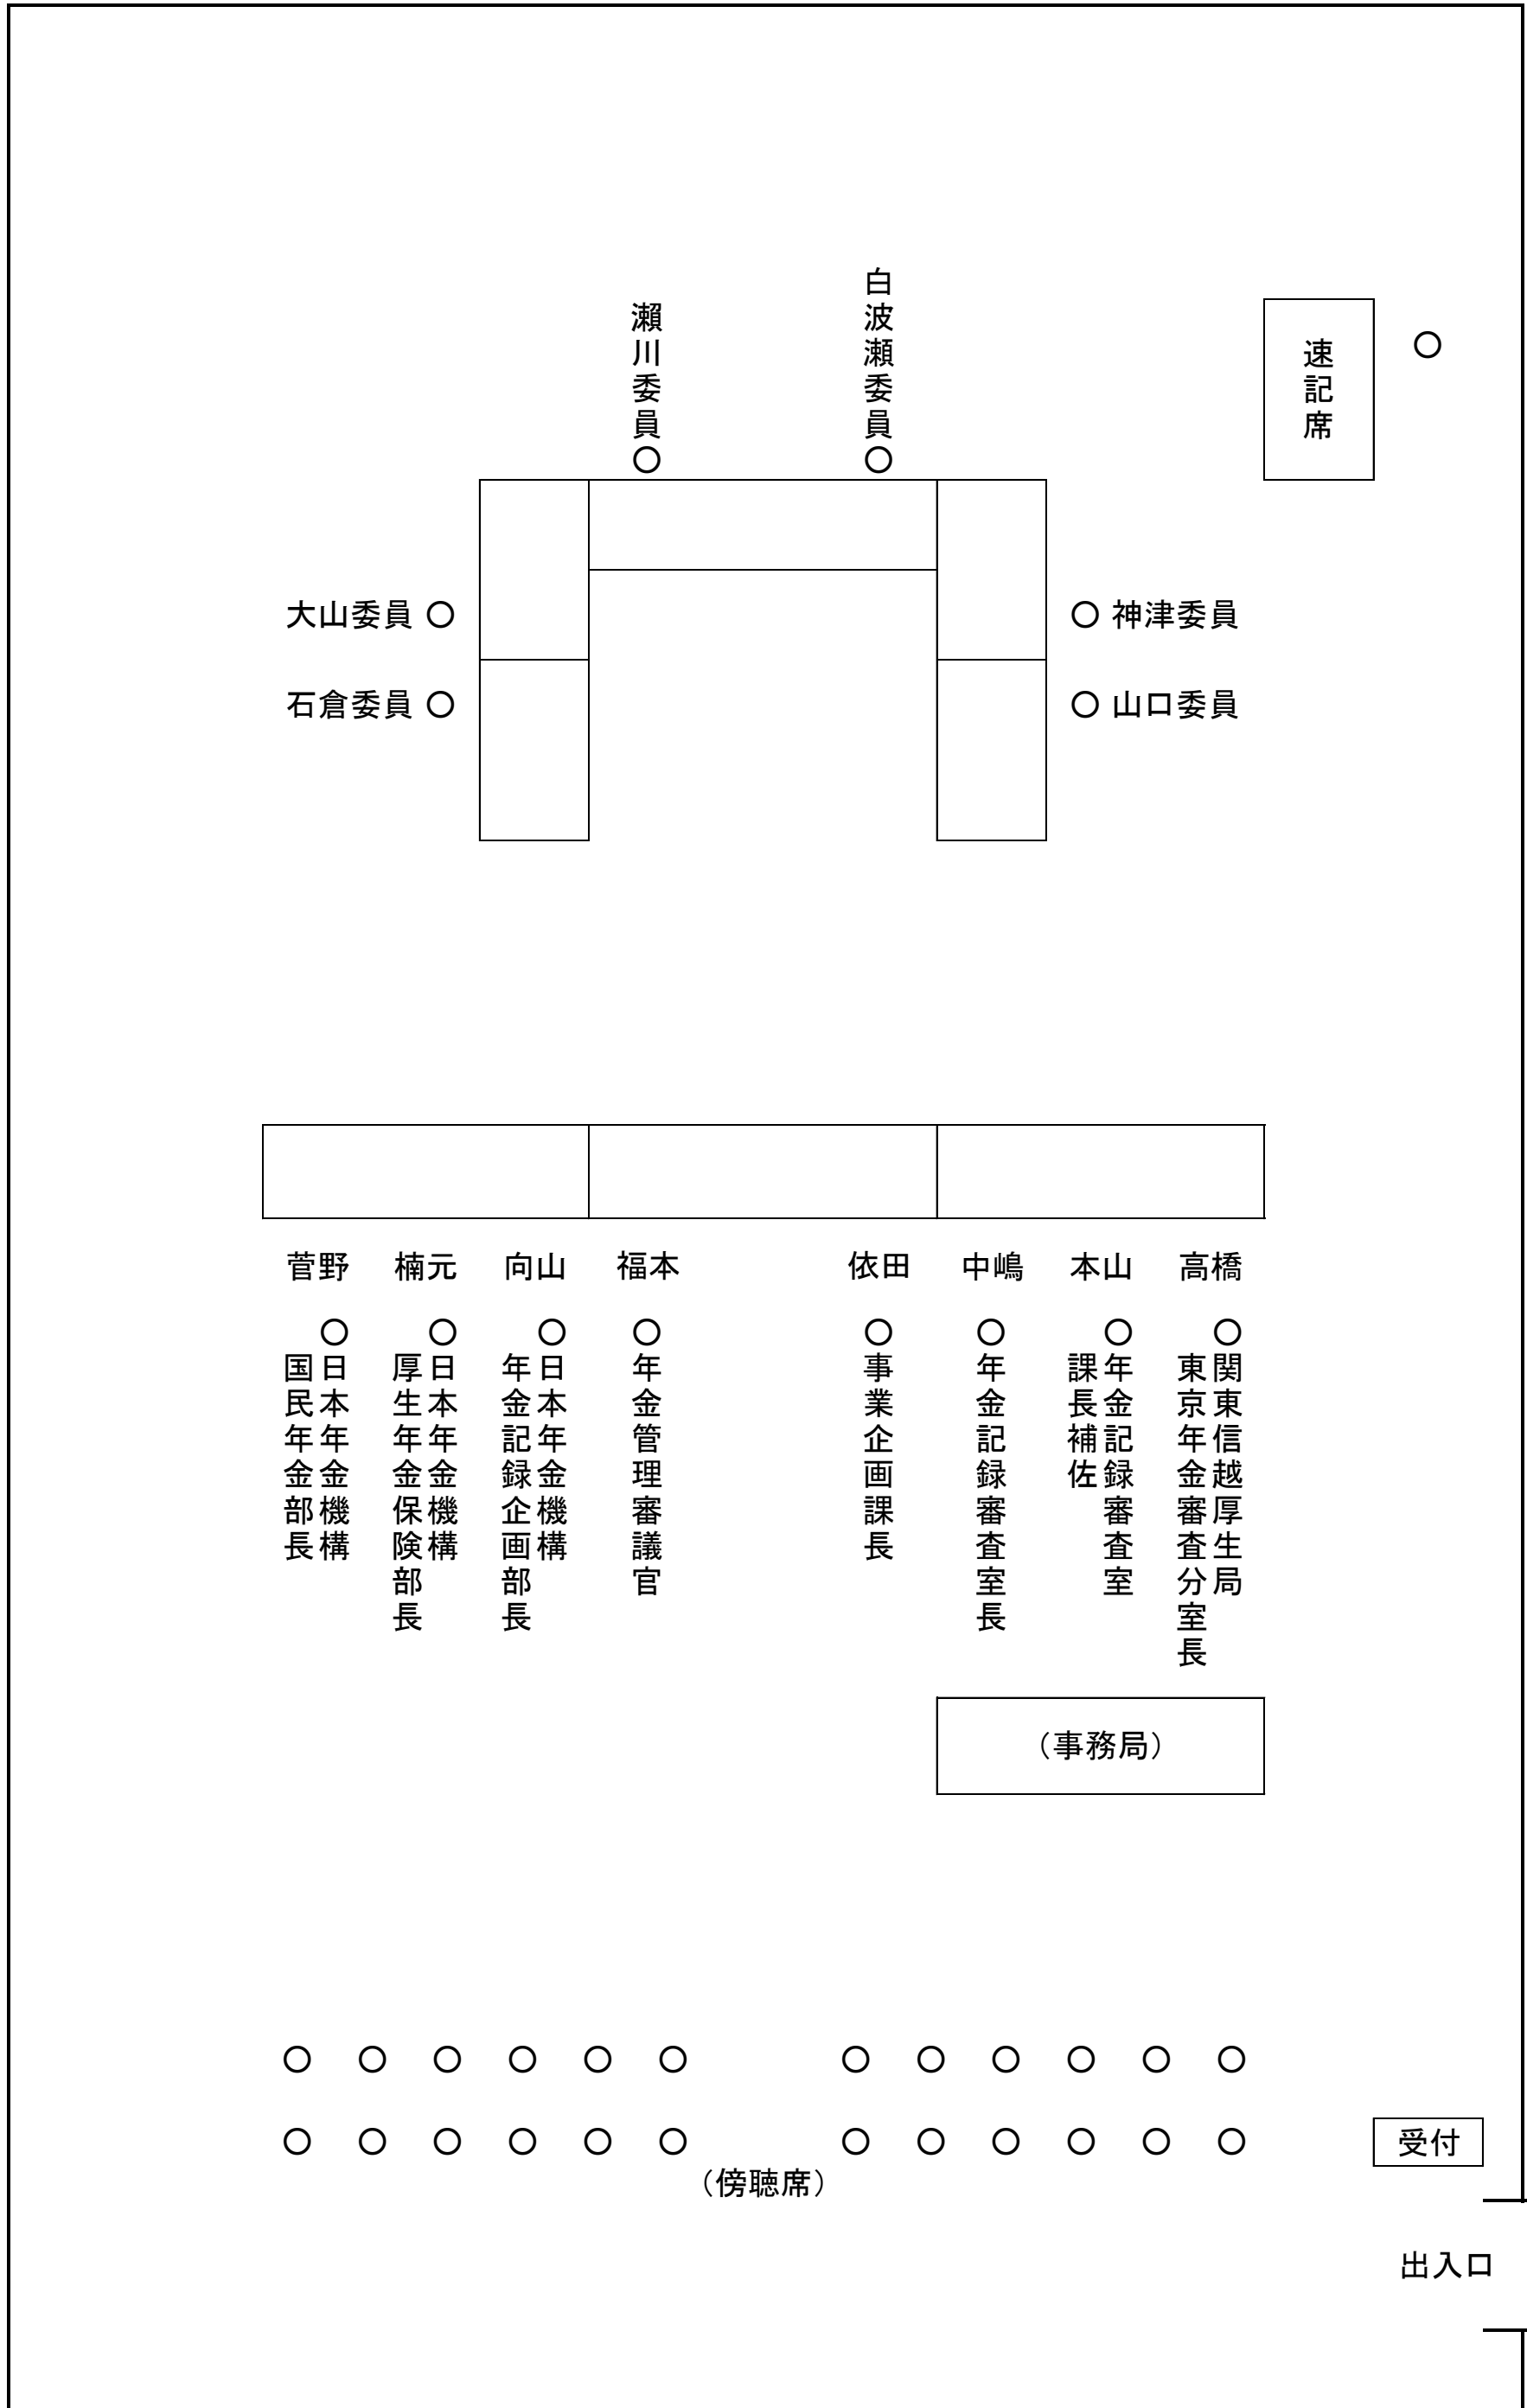 瀬川委員○
白波瀬委員○
速記席
○
大山委員 ○
○ 神津委員
石倉委員 ○
○ 山口委員
菅野
楠元
向山
福本
依田
中嶋
本山
高橋
○日本年金機構
国民年金部長
○日本年金機構
厚生年金保険部長
○日本年金機構
年金記録企画部長
○年金管理審議官
○事業企画課長
○年金記録審査室長
○年金記録審査室
課長補佐
○関東信越厚生局
東京年金審査分室長
（事務局）
○ ○ ○ ○ ○ ○ ○ ○ ○ ○ ○ ○
○ ○ ○ ○ ○ ○ ○ ○ ○ ○ ○ ○
受付
（傍聴席）
出入口